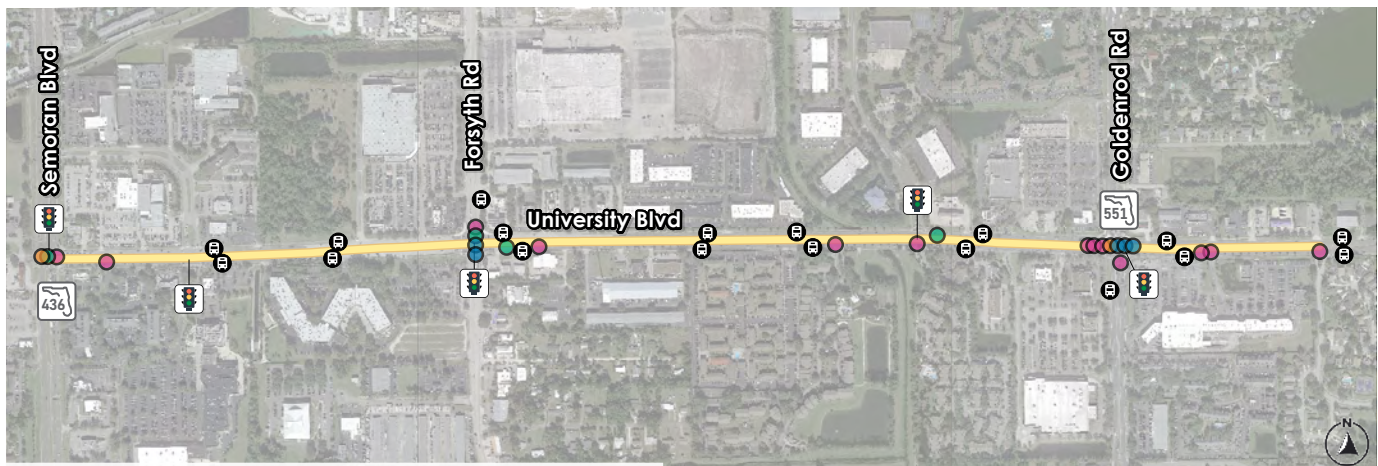 Semoran Blvd
Forsyth Rd
Goldenrod Rd
551
University Blvd
436
N